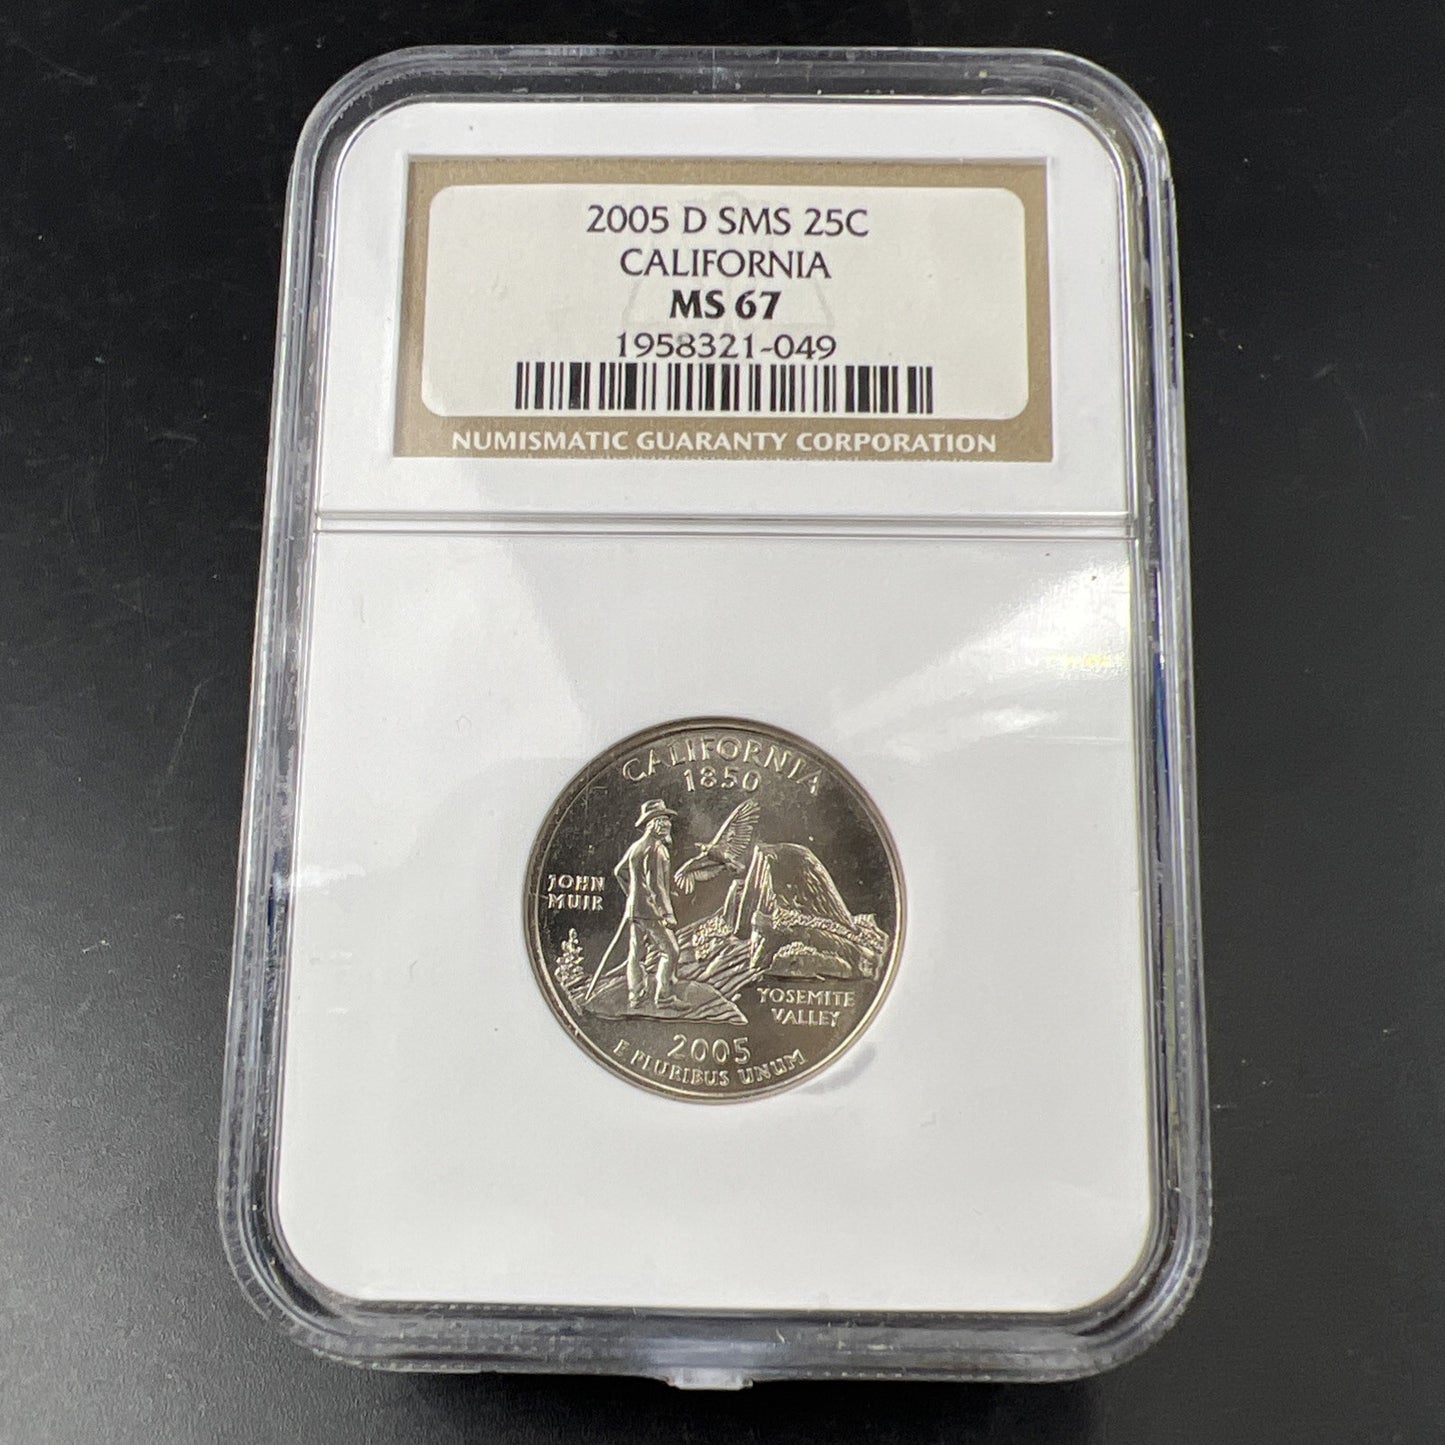 2005 D SMS 25C
CALIFORNIA
MS 67
1958321-049
NUMISMATIC GUARANTY CORPORATION
CALIFORNIA
1850
JOHN
MUIR
YOSEMITE
VALLEY
2005
E PLURIBUS UNUM